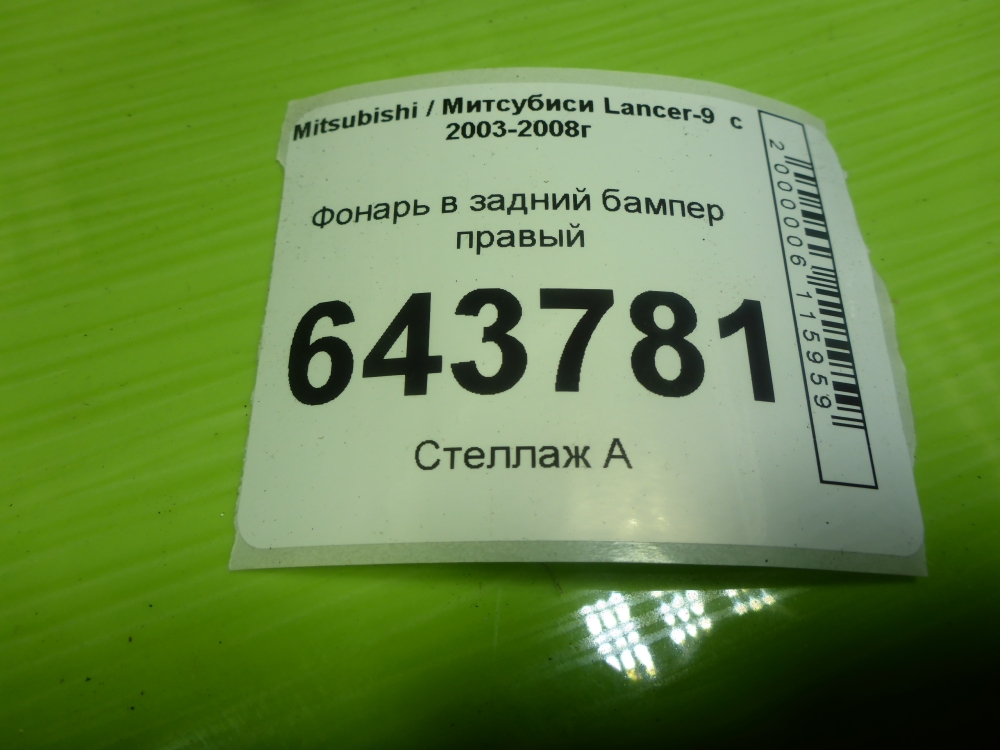 Mitsubishi / Митсубиси Lancer-9 с
2003-2008г
Фонарь в задний бампер
правый
643781
Стеллаж А
2000006115959